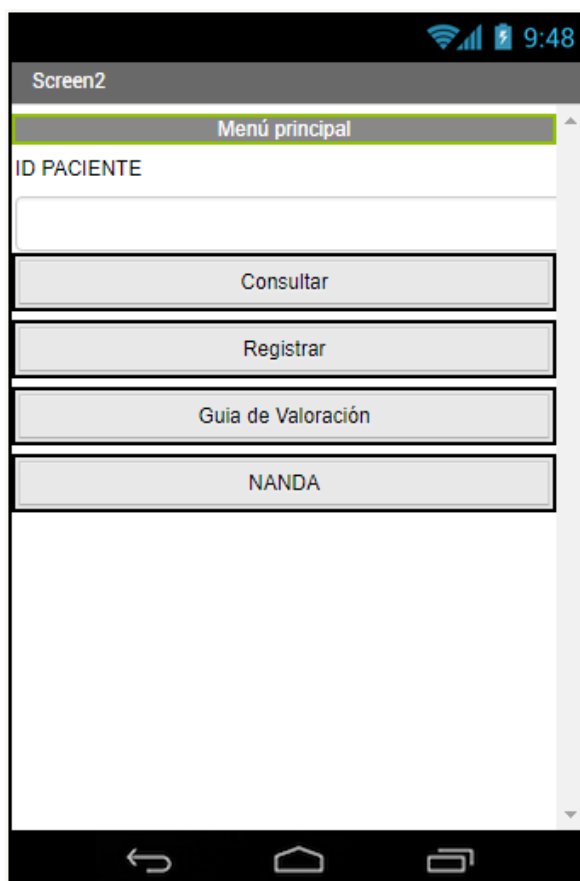 9:48
Screen2
Menú principal
ID PACIENTE
Consultar
Registrar
Guia de Valoración
NANDA